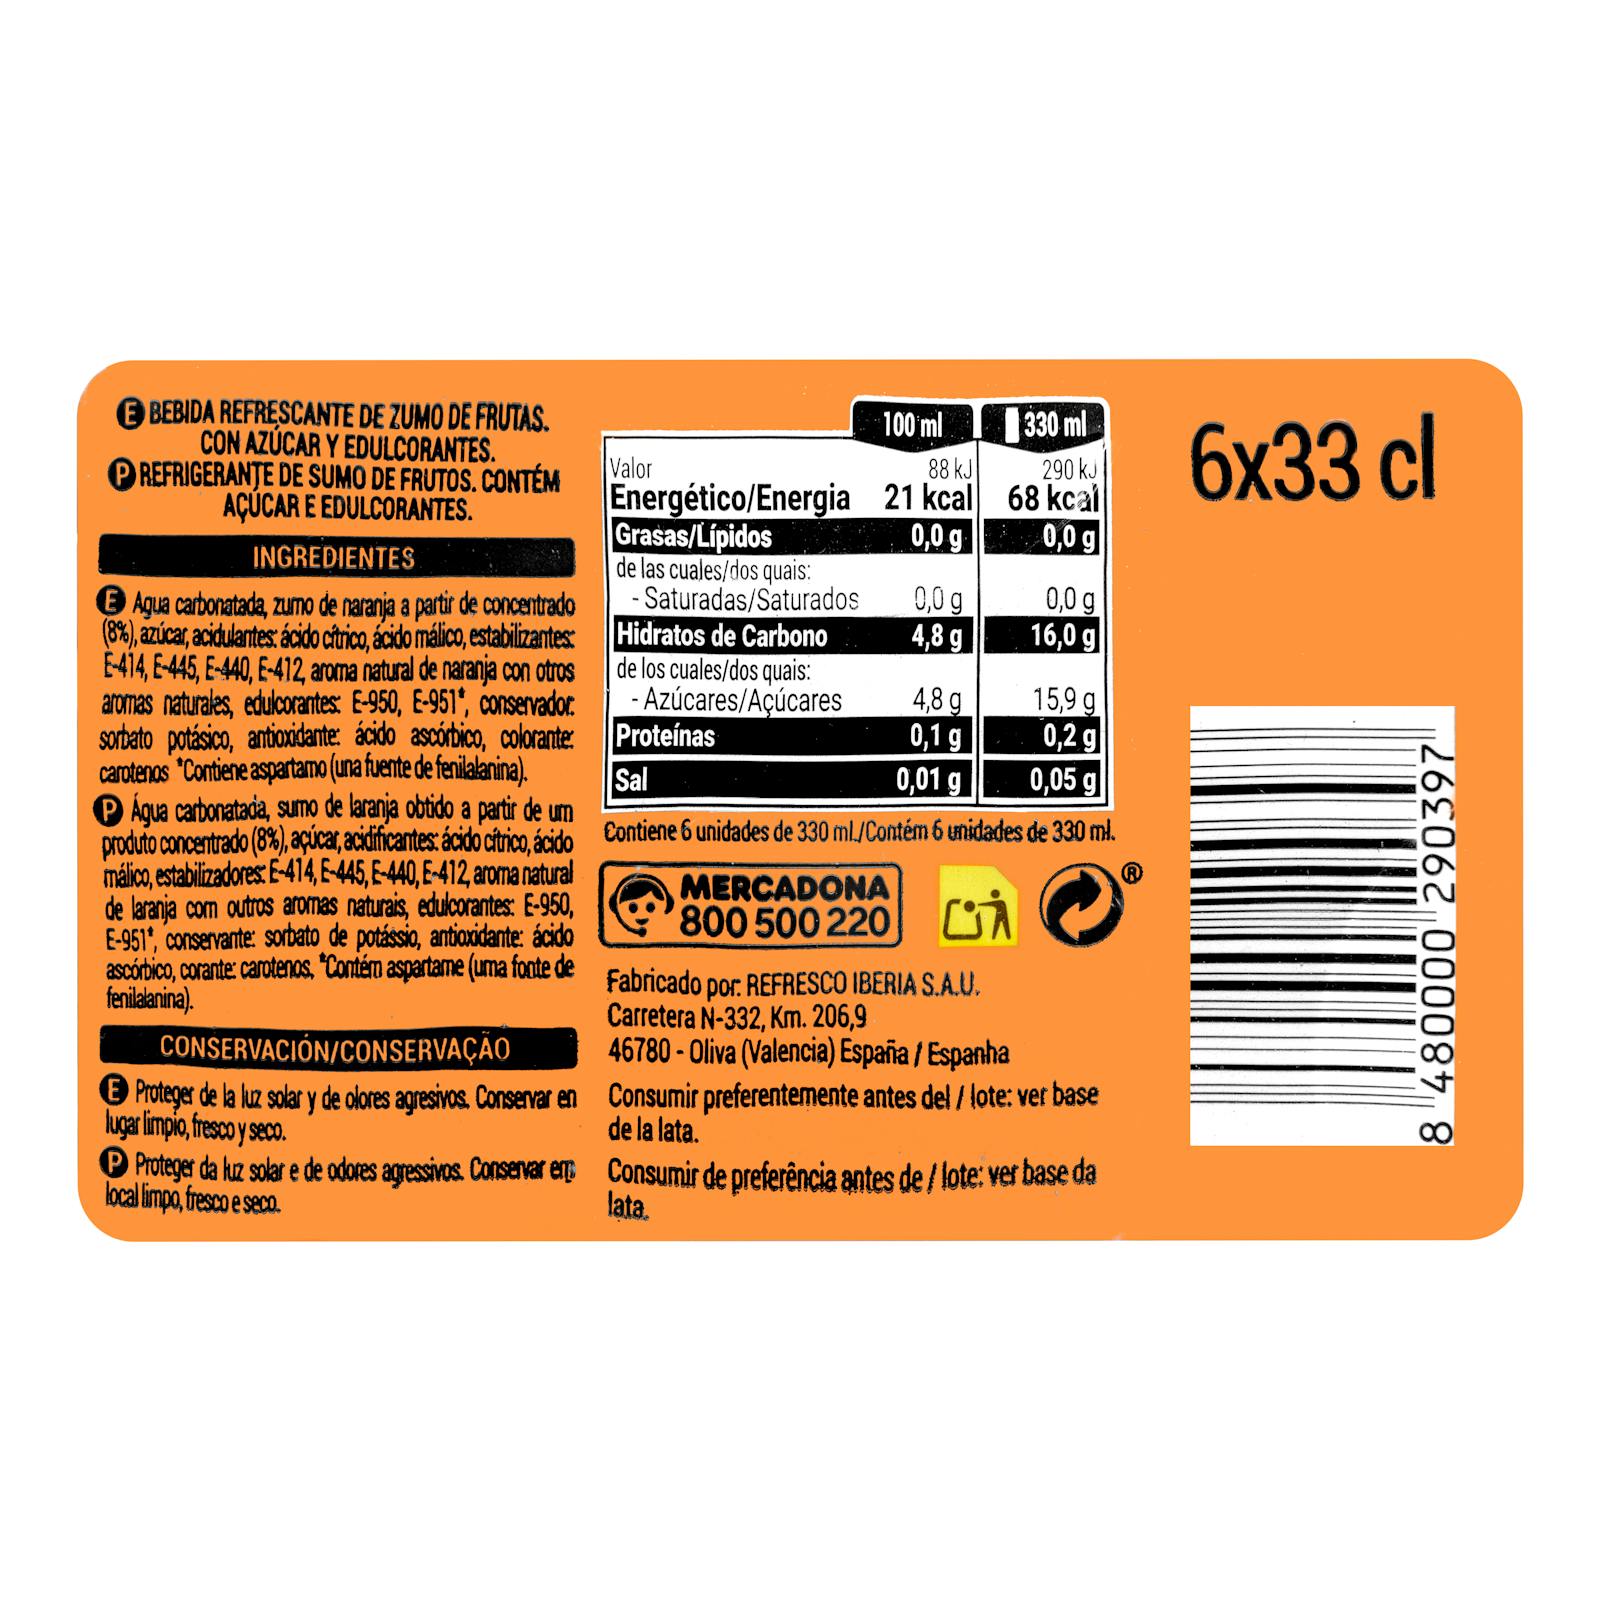 E BEBIDA REFRESCANTE DE ZUMO DE FRUTAS.
CON AZÚCAR Y EDULCORANTES.
P REFRIGERANTE DE SUMO DE FRUTOS. CONTÉM
AÇÚCAR E EDULCORANTES.
INGREDIENTES
E Agua carbonatada, zumo de naranja a partir de concentrado
(8%), azúcar, acidulantes: ácido cítrico, ácido málico, estabilizantes:
E-414, E-445, E-440, E-412, aroma natural de naranja con otros
aromas naturales, edulcorantes: E-950, E-951*, conservador:
sorbato potásico, antioxidante: ácido ascórbico, colorante:
carotenos *Contiene aspartamo (una fuente de fenilalanina).
P Água carbonatada, sumo de laranja obtido a partir de um
produto concentrado (8%), açúcar, acidificantes: ácido cítrico, ácido
málico, estabilizadores: E-414, E-445, E-440, E-412, aroma natural
de laranja com outros aromas naturais, edulcorantes: E-950,
E-951*, conservante: sorbato de potássio, antioxidante: ácido
ascórbico, corante: carotenos, *Contém aspartame (uma fonte de
fenilalanina).
CONSERVACIÓN/CONSERVAÇÃO
E Proteger de la luz solar y de olores agresivos. Conservar en
lugar limpio, fresco y seco.
P Proteger da luz solar e de odores agressivos. Conservar em
local limpo, fresco e seco.
100 ml 330 ml
Valor 88 kJ 290 kJ
Energético/Energia 21 kcal 68 kcal
Grasas/Lípidos 0,0 g 0,0 g
de las cuales/dos quais:
- Saturadas/Saturados 0,0 g 0,0 g
Hidratos de Carbono 4,8 g 16,0 g
de los cuales/dos quais:
- Azúcares/Açúcares 4,8 g 15,9 g
Proteínas 0,1 g 0,2 g
Sal 0,01 g 0,05 g
Contiene 6 unidades de 330 ml./Contém 6 unidades de 330 ml.
MERCADONA
800 500 220
®
Fabricado por: REFRESCO IBERIA S.A.U.
Carretera N-332, Km. 206,9
46780 - Oliva (Valencia) España / Espanha
Consumir preferentemente antes del / lote: ver base
de la lata.
Consumir de preferência antes de / lote: ver base da
lata.
6x33 cl
8 480000 290397